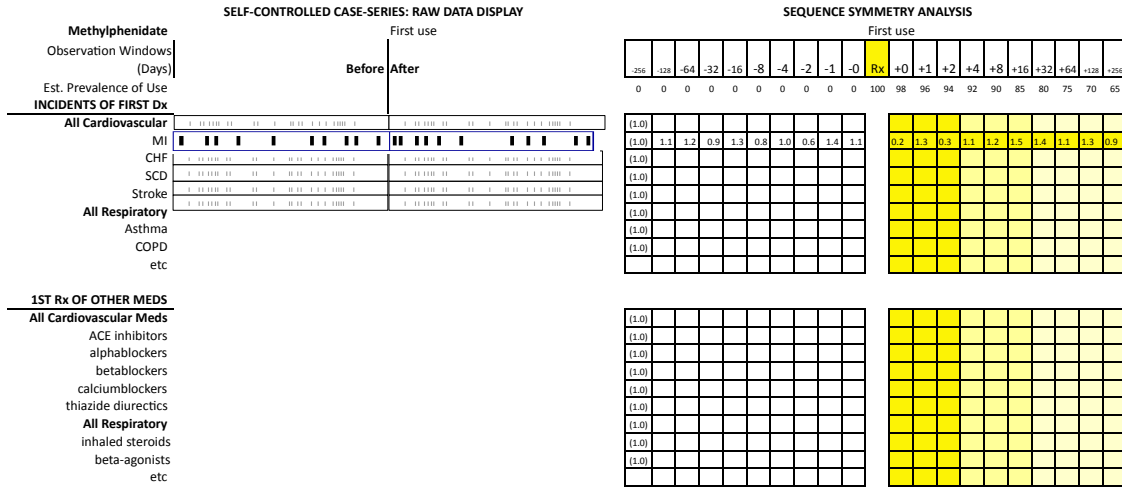 SELF-CONTROLLED CASE-SERIES: RAW DATA DISPLAY SEQUENCE SYMMETRY ANALYSIS
Methylphenidate First use First use
Observation Windows
(Days) Before After -256 -128 -64 -32 -16 -8 -4 -2 -1 -0 Rx +0 +1 +2 +4 +8 +16 +32 +64 +128 +256
Est. Prevalence of Use 0 0 0 0 0 0 0 0 0 0 100 98 96 94 92 90 85 80 75 70 65
INCIDENTS OF FIRST Dx
All Cardiovascular (1.0)
MI (1.0) 1.1 1.2 0.9 1.3 0.8 1.0 0.6 1.4 1.1 0.2 1.3 0.3 1.1 1.2 1.5 1.4 1.1 1.3 0.9
CHF (1.0)
SCD (1.0)
Stroke (1.0)
All Respiratory (1.0)
Asthma (1.0)
COPD (1.0)
etc
1ST Rx OF OTHER MEDS
All Cardiovascular Meds (1.0)
ACE inhibitors (1.0)
alphablockers (1.0)
betablockers (1.0)
calciumblockers (1.0)
thiazide diurectics (1.0)
All Respiratory (1.0)
inhaled steroids (1.0)
beta-agonists (1.0)
etc